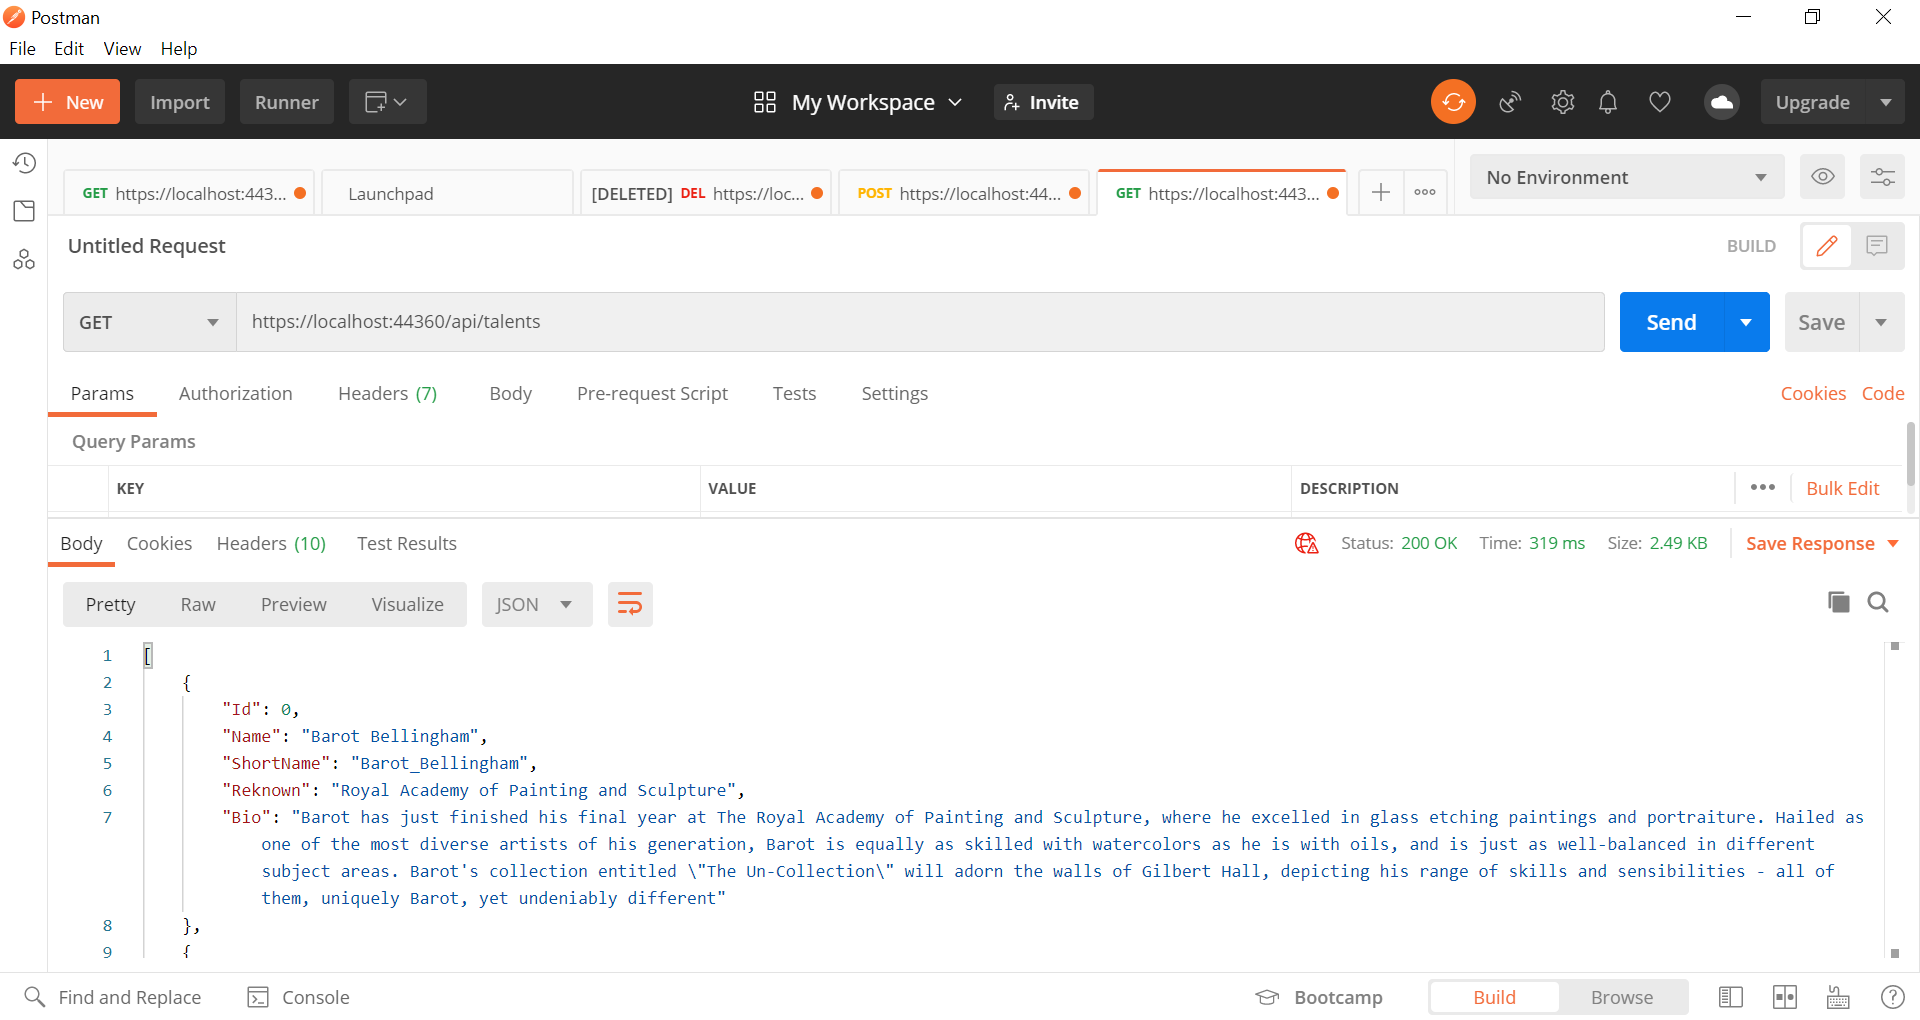 Postman
File Edit View Help
New Import Runner My Workspace Invite Upgrade
GET https://localhost:443... Launchpad [DELETED] DEL https://loc... POST https://localhost:44... GET https://localhost:443... No Environment
Untitled Request BUILD
GET https://localhost:44360/api/talents Send Save
Params Authorization Headers (7) Body Pre-request Script Tests Settings Cookies Code
Query Params
KEY VALUE DESCRIPTION Bulk Edit
Body Cookies Headers (10) Test Results Status: 200 OK Time: 319 ms Size: 2.49 KB Save Response
Pretty Raw Preview Visualize JSON
1 [
2 {
3 "Id": 0,
4 "Name": "Barot Bellingham",
5 "ShortName": "Barot_Bellingham",
6 "Reknown": "Royal Academy of Painting and Sculpture",
7 "Bio": "Barot has just finished his final year at The Royal Academy of Painting and Sculpture, where he excelled in glass etching paintings and portraiture. Hailed as
one of the most diverse artists of his generation, Barot is equally as skilled with watercolors as he is with oils, and is just as well-balanced in different
subject areas. Barot's collection entitled \"The Un-Collection\" will adorn the walls of Gilbert Hall, depicting his range of skills and sensibilities - all of
them, uniquely Barot, yet undeniably different"
8 },
9 {
Find and Replace Console Bootcamp Build Browse